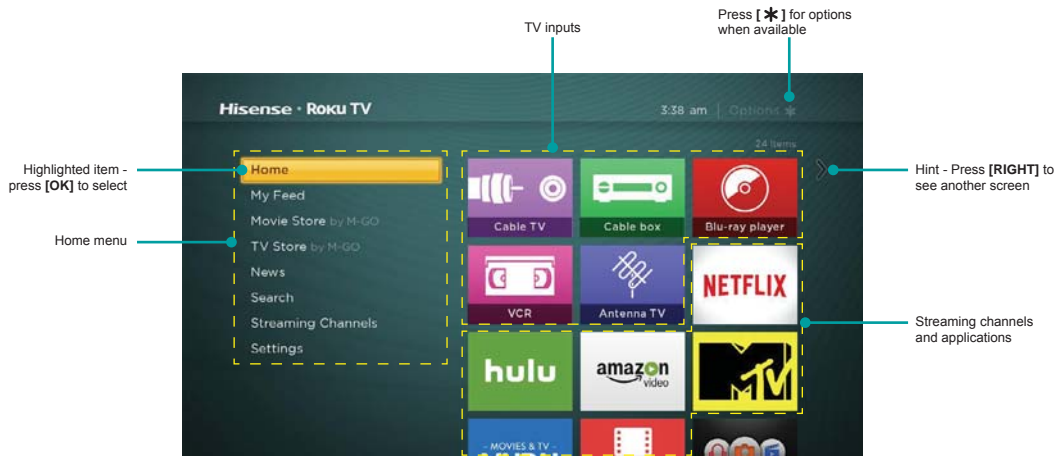 Press [ ✱ ] for options
when available
TV inputs
Hisense • ROKU TV
3:38 am | Options ✱
24 Items
Highlighted item -
press [OK] to select
Home menu
Home
My Feed
Movie Store by M-GO
TV Store by M-GO
News
Search
Streaming Channels
Settings
Cable TV
Cable box
Blu-ray player
VCR
Antenna TV
NETFLIX
hulu
amazon
video
MTV
- MOVIES & TV -
Hint - Press [RIGHT] to
see another screen
Streaming channels
and applications